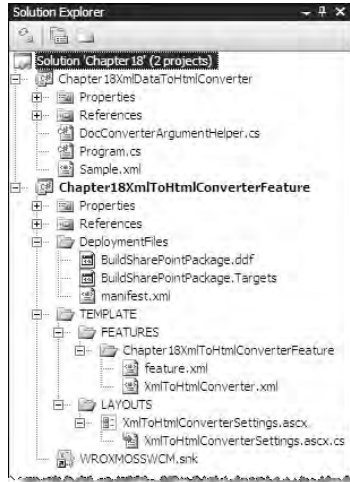 Solution Explorer
Solution 'Chapter18' (2 projects)
Chapter18XmlDataToHtmlConverter
Properties
References
DocConverterArgumentHelper.cs
Program.cs
Sample.xml
Chapter18XmlToHtmlConverterFeature
Properties
References
DeploymentFiles
BuildSharePointPackage.ddf
BuildSharePointPackage.Targets
manifest.xml
TEMPLATE
FEATURES
Chapter18XmlToHtmlConverterFeature
feature.xml
XmlToHtmlConverter.xml
LAYOUTS
XmlToHtmlConverterSettings.ascx
XmlToHtmlConverterSettings.ascx.cs
WROXMOSSWCM.snk